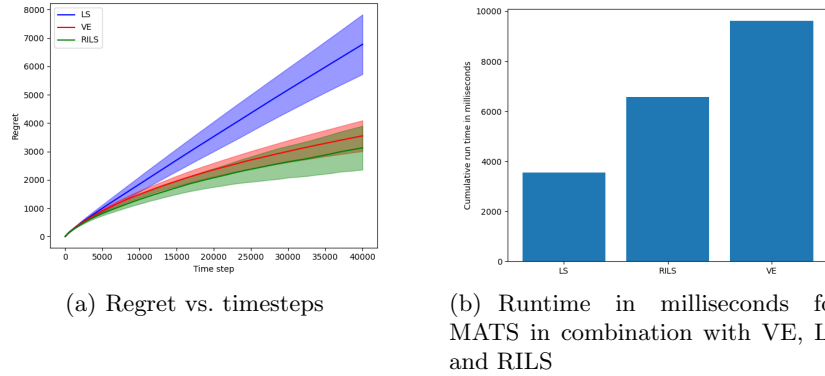 8000
7000
6000
5000
4000
3000
2000
1000
0
Regret
LS
VE
RILS
0 5000 10000 15000 20000 25000 30000 35000 40000
Time step
(a) Regret vs. timesteps
10000
8000
6000
4000
2000
0
Cumulative run time in milliseconds
LS RILS VE
(b) Runtime in milliseconds
MATS in combination with VE,
and RILS